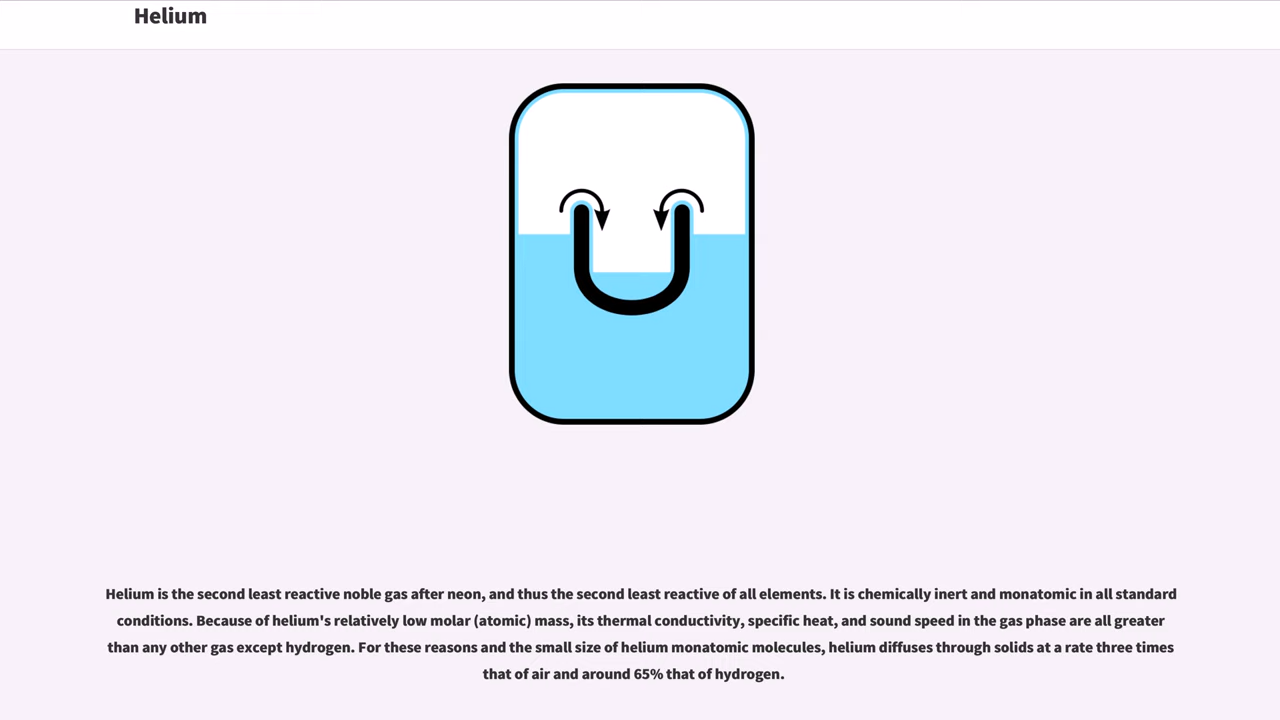 Helium
Helium is the second least reactive noble gas after neon, and thus the second least reactive of all elements. It is chemically inert and monatomic in all standard
conditions. Because of helium's relatively low molar (atomic) mass, its thermal conductivity, specific heat, and sound speed in the gas phase are all greater
than any other gas except hydrogen. For these reasons and the small size of helium monatomic molecules, helium diffuses through solids at a rate three times
that of air and around 65% that of hydrogen.